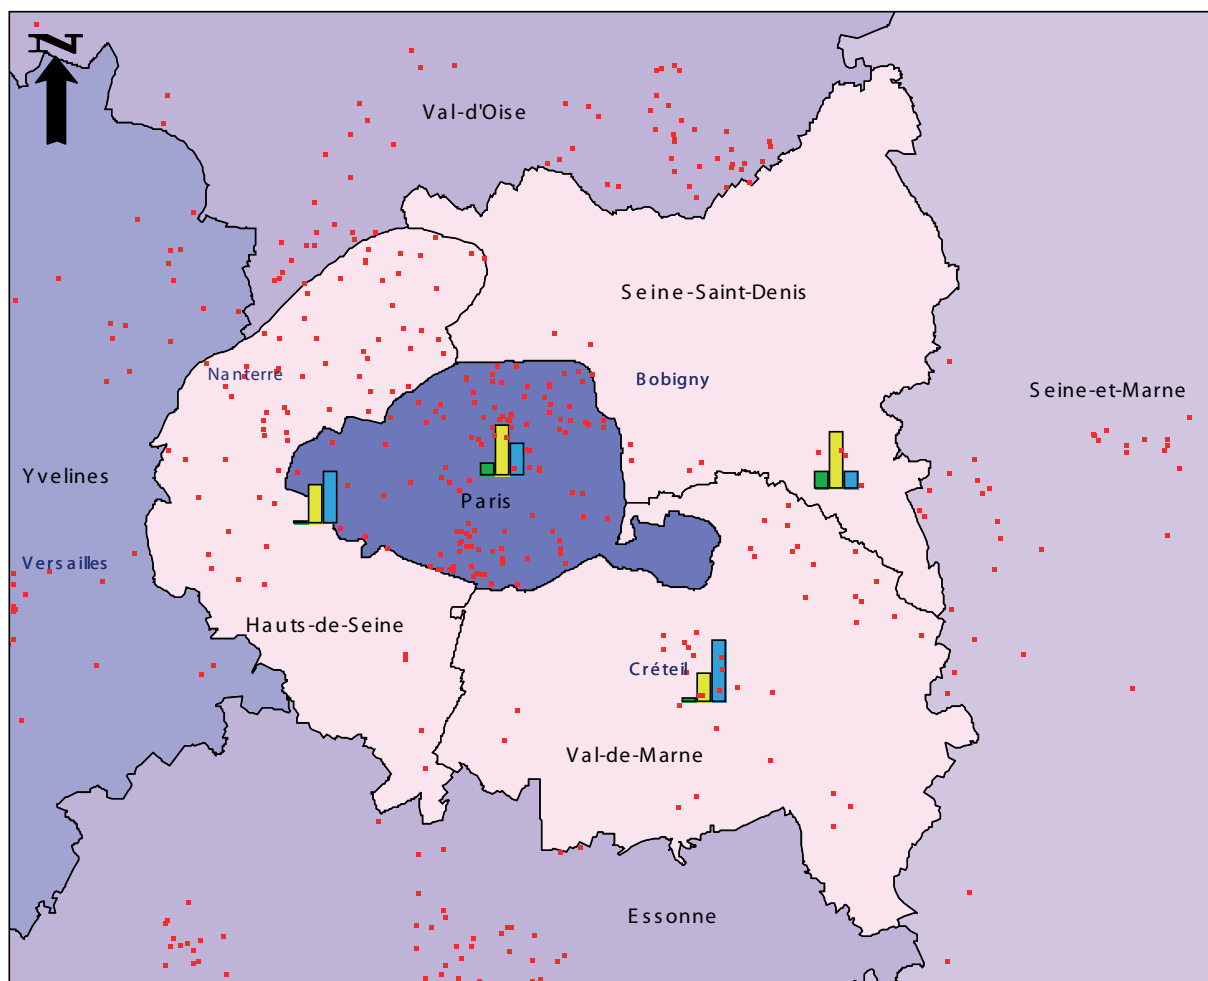 N
Val-d'Oise
Seine-Saint-Denis
Nanterre
Bobigny
Seine-et-Marne
Yvelines
Paris
Versailles
Hauts-de-Seine
Créteil
Val-de-Marne
Essonne